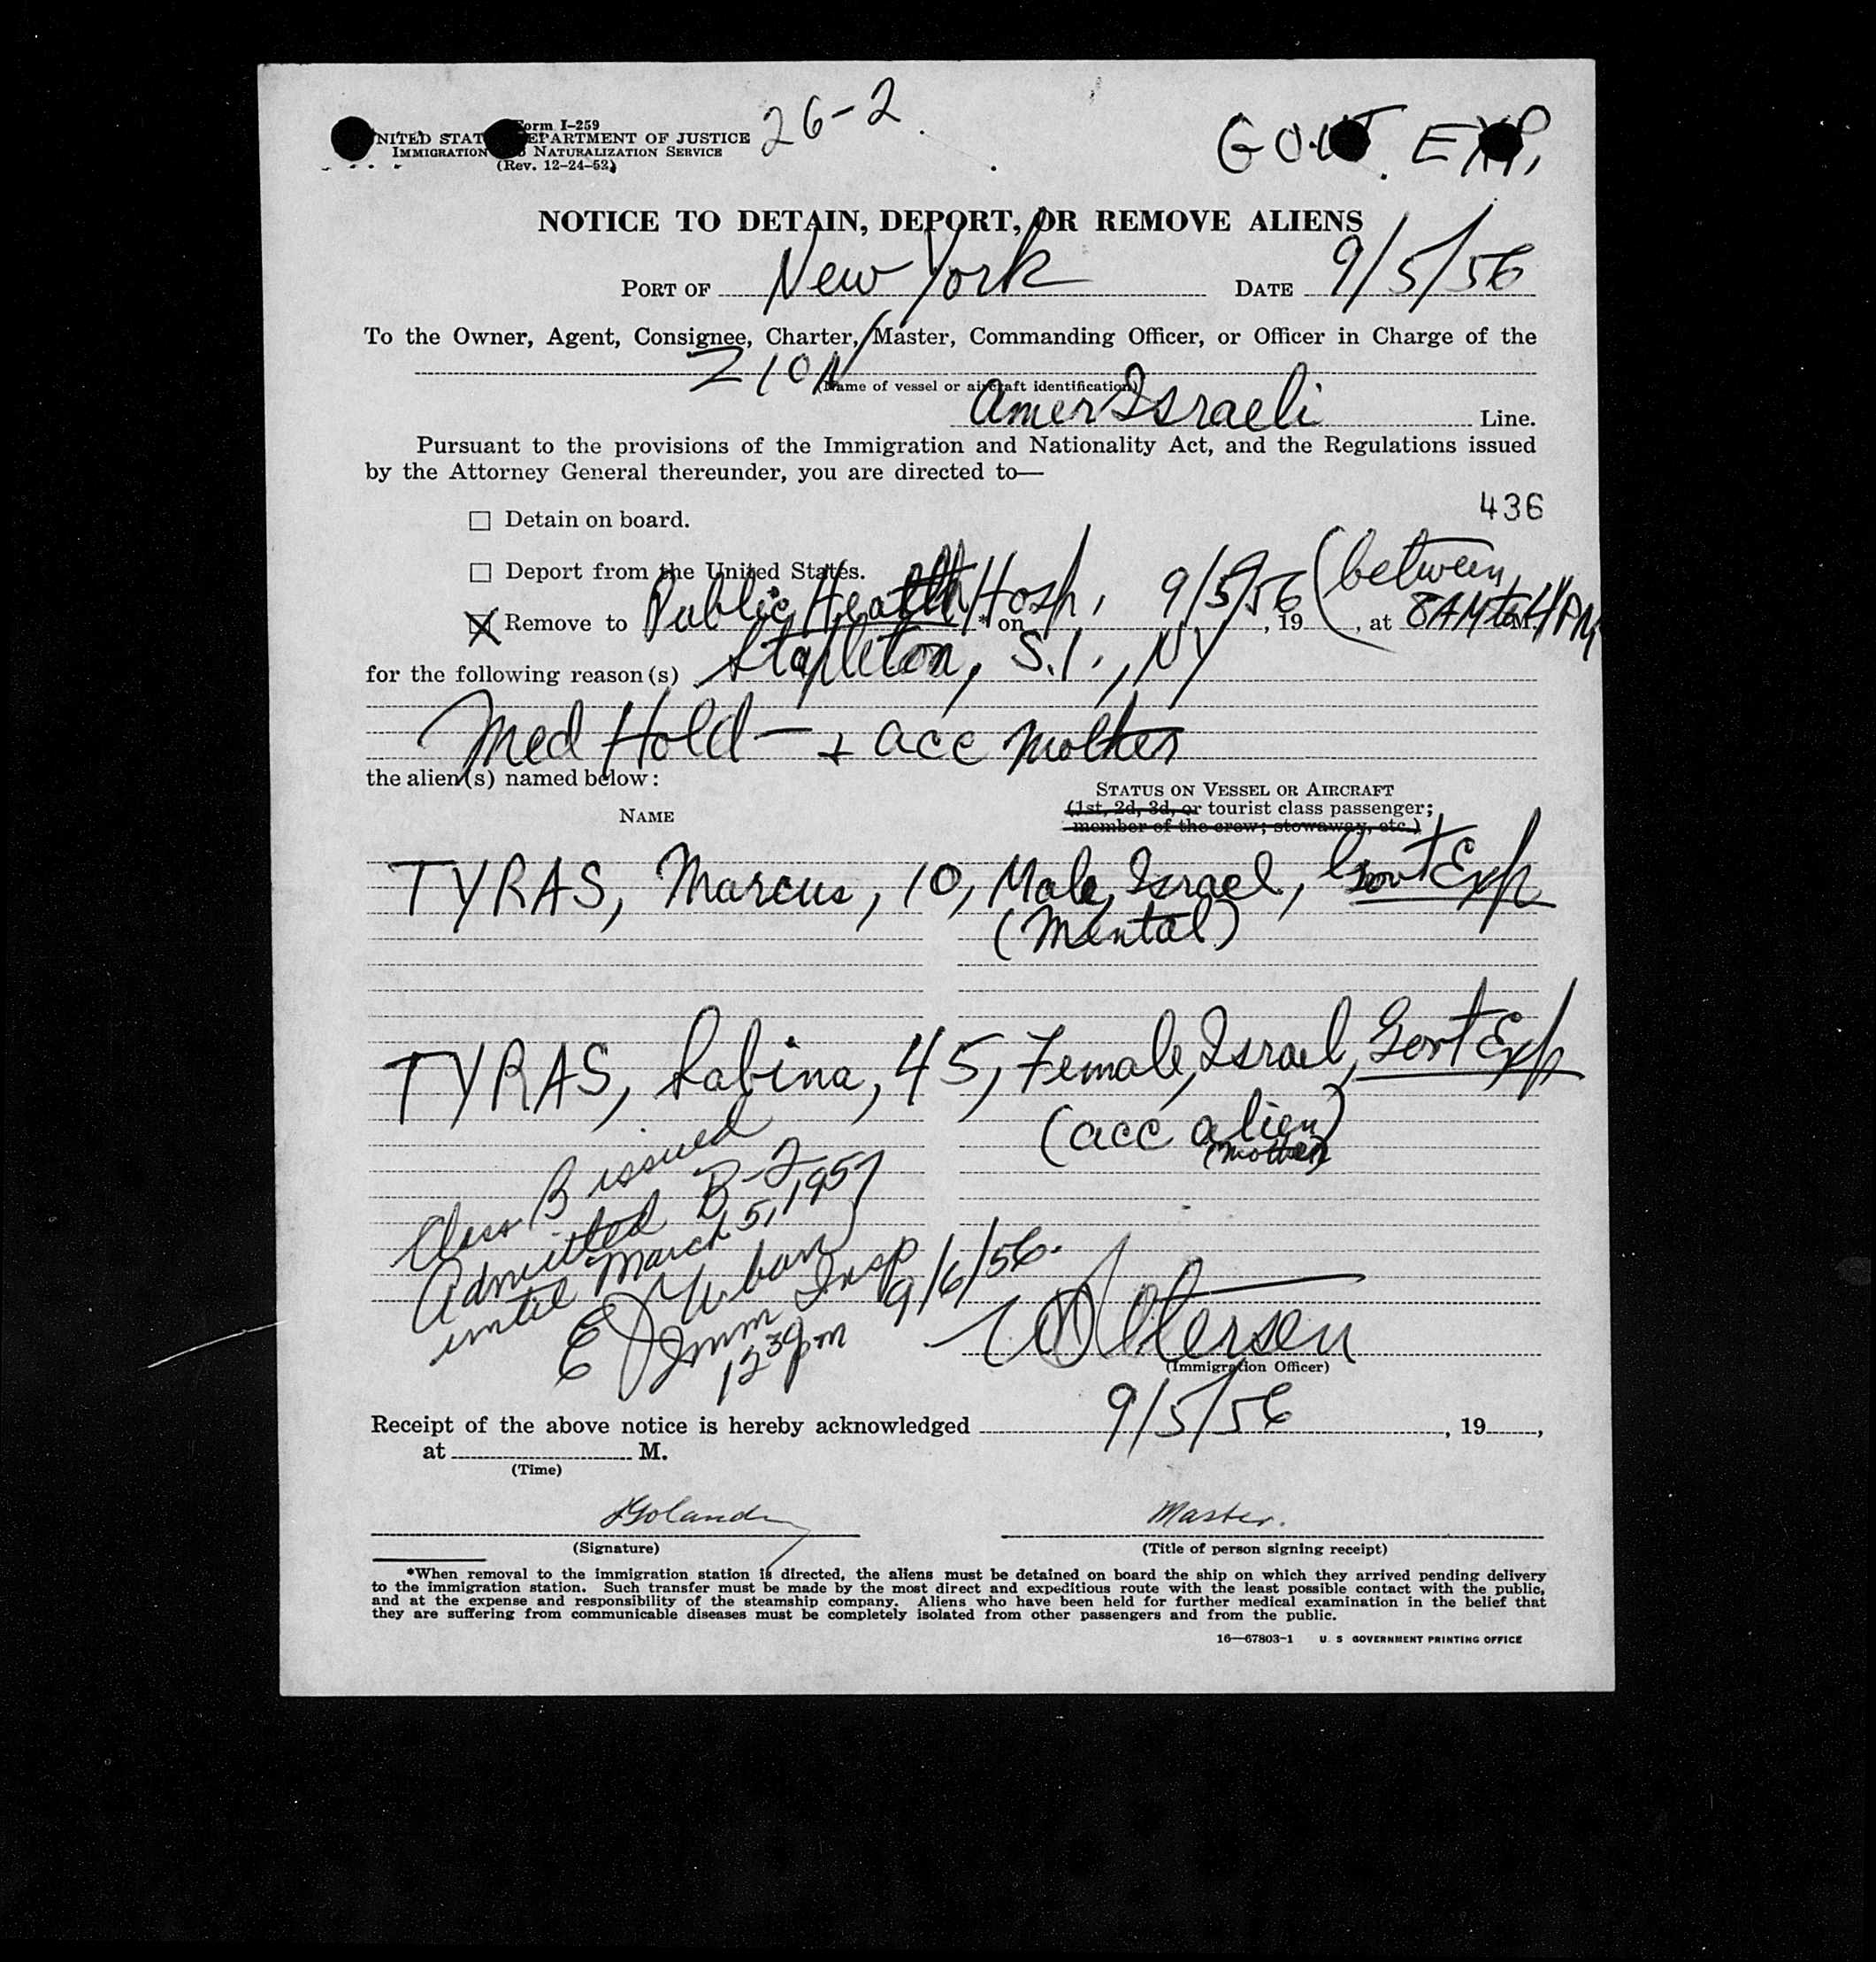 Form I-259
UNITED STATES DEPARTMENT OF JUSTICE
IMMIGRATION NATURALIZATION SERVICE
(Rev. 12-24-52)
26-2
GOVT. EXP.
NOTICE TO DETAIN, DEPORT, OR REMOVE ALIENS
PORT OF New York DATE 9/5/56
To the Owner, Agent, Consignee, Charter, Master, Commanding Officer, or Officer in Charge of the
ZION
(Name of vessel or aircraft identification)
Amer Israeli Line.
Pursuant to the provisions of the Immigration and Nationality Act, and the Regulations issued
by the Attorney General thereunder, you are directed to—
436
☐ Detain on board.
☐ Deport from the United States.
☒ Remove to Public Health Hosp, * on 9/5/56, 19 (between, at 8AM to 4PM
for the following reason(s) Stapleton, S.I., NY
Med Hold — + acc mother
the alien(s) named below:
NAME
STATUS ON VESSEL OR AIRCRAFT
(1st, 2d, 3d, or tourist class passenger;
member of the crew; stowaway, etc.)
TYRAS, Marcus, 10, Male, Israel, Govt Exp
(Mental)
TYRAS, Sabina, 45, Female, Israel, Govt Exp
(acc alien)
(mother)
Class B issued
Admitted B-2
until March 5, 1957
E J Urban
Imm Insp
9/6/56.
12 30 pm
Petersen
(Immigration Officer)
Receipt of the above notice is hereby acknowledged 9/5/56, 19,
at M.
(Time)
Master.
(Signature)
(Title of person signing receipt)
*When removal to the immigration station is directed, the aliens must be detained on board the ship on which they arrived pending delivery
to the immigration station. Such transfer must be made by the most direct and expeditious route with the least possible contact with the public,
and at the expense and responsibility of the steamship company. Aliens who have been held for further medical examination in the belief that
they are suffering from communicable diseases must be completely isolated from other passengers and from the public.
16—67803-1 U. S GOVERNMENT PRINTING OFFICE